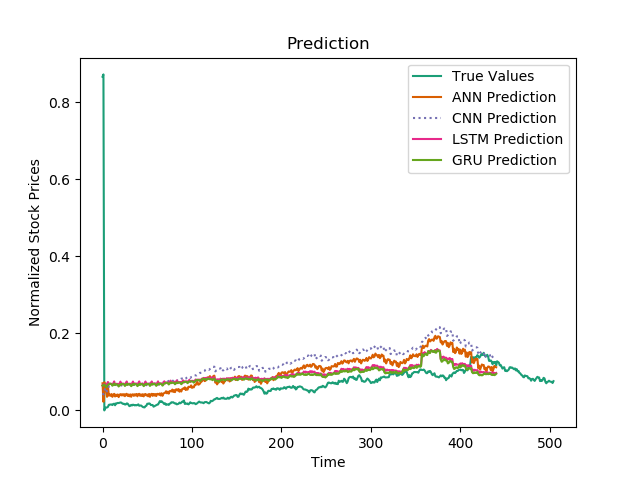 Prediction
True Values
ANN Prediction
CNN Prediction
LSTM Prediction
GRU Prediction
Normalized Stock Prices
0.8
0.6
0.4
0.2
0.0
0 100 200 300 400 500
Time